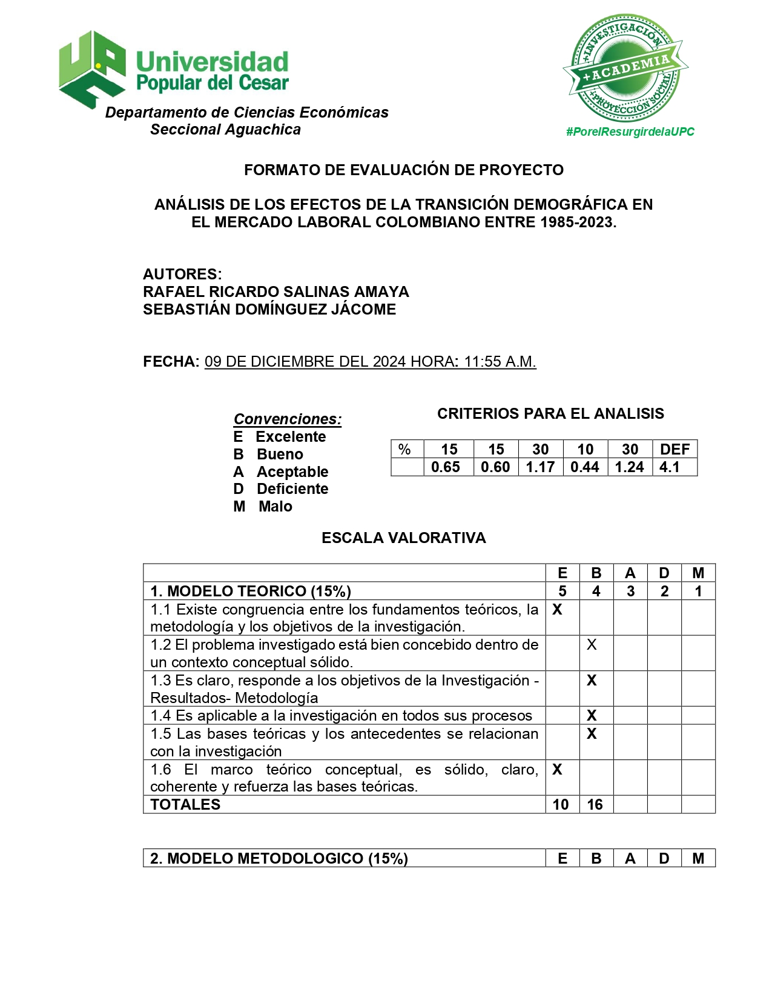 Universidad
Popular del Cesar
Departamento de Ciencias Económicas
Seccional Aguachica
+INVESTIGACIÓN
+ACADEMIA
+PROYECCIÓN SOCIAL
#PorelResurgirdelaUPC
FORMATO DE EVALUACIÓN DE PROYECTO
ANÁLISIS DE LOS EFECTOS DE LA TRANSICIÓN DEMOGRÁFICA EN
EL MERCADO LABORAL COLOMBIANO ENTRE 1985-2023.
AUTORES:
RAFAEL RICARDO SALINAS AMAYA
SEBASTIÁN DOMÍNGUEZ JÁCOME
FECHA: 09 DE DICIEMBRE DEL 2024 HORA: 11:55 A.M.
Convenciones:
E Excelente
B Bueno
A Aceptable
D Deficiente
M Malo
CRITERIOS PARA EL ANALISIS
% 15 15 30 10 30 DEF
0.65 0.60 1.17 0.44 1.24 4.1
ESCALA VALORATIVA
E B A D M
1. MODELO TEORICO (15%) 5 4 3 2 1
1.1 Existe congruencia entre los fundamentos teóricos, la X
metodología y los objetivos de la investigación.
1.2 El problema investigado está bien concebido dentro de X
un contexto conceptual sólido.
1.3 Es claro, responde a los objetivos de la Investigación - X
Resultados- Metodología
1.4 Es aplicable a la investigación en todos sus procesos X
1.5 Las bases teóricas y los antecedentes se relacionan X
con la investigación
1.6 El marco teórico conceptual, es sólido, claro, X
coherente y refuerza las bases teóricas.
TOTALES 10 16
2. MODELO METODOLOGICO (15%) E B A D M